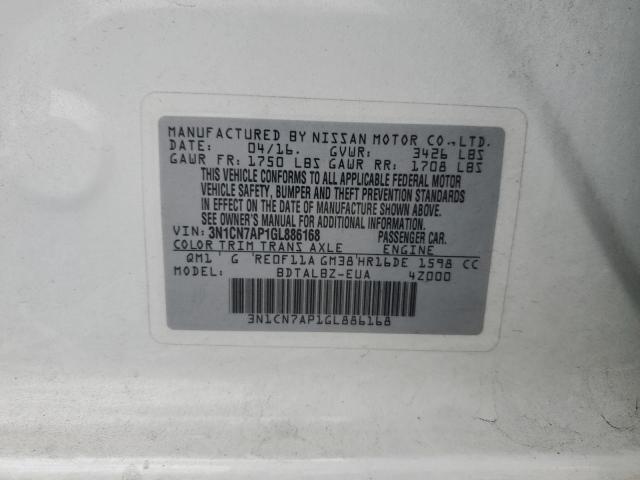 MANUFACTURED BY NISSAN MOTOR CO.,LTD.
DATE: 04/16. GVWR: 3426 LBS
GAWR FR: 1750 LBS GAWR RR: 1708 LBS
THIS VEHICLE CONFORMS TO ALL APPLICABLE FEDERAL MOTOR
VEHICLE SAFETY, BUMPER AND THEFT PREVENTION STANDARDS
IN EFFECT ON THE DATE OF MANUFACTURE SHOWN ABOVE.
SEE OWNER'S MANUAL FOR ADDITIONAL INFORMATION.
VIN: 3N1CN7AP1GL886168 PASSENGER CAR.
COLOR TRIM TRANS AXLE ENGINE
QM1 G RE0F11A GM38 HR16DE 1598 CC
MODEL: BDTALBZ-EUA 4Z000
3N1CN7AP1GL886168